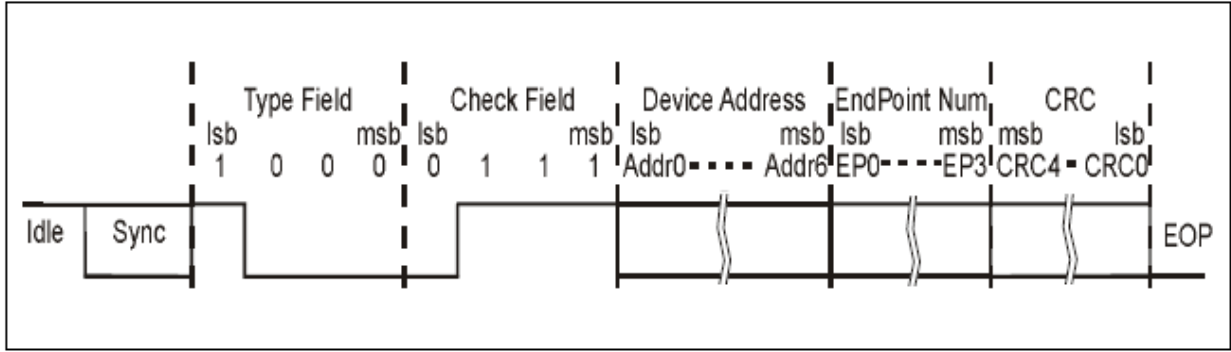 Type Field Check Field Device Address EndPoint Num CRC
lsb msb lsb msb lsb msb lsb msb msb lsb
1 0 0 0 0 1 1 1 Addr0 Addr6 EP0 EP3 CRC4 CRC0
Idle Sync EOP